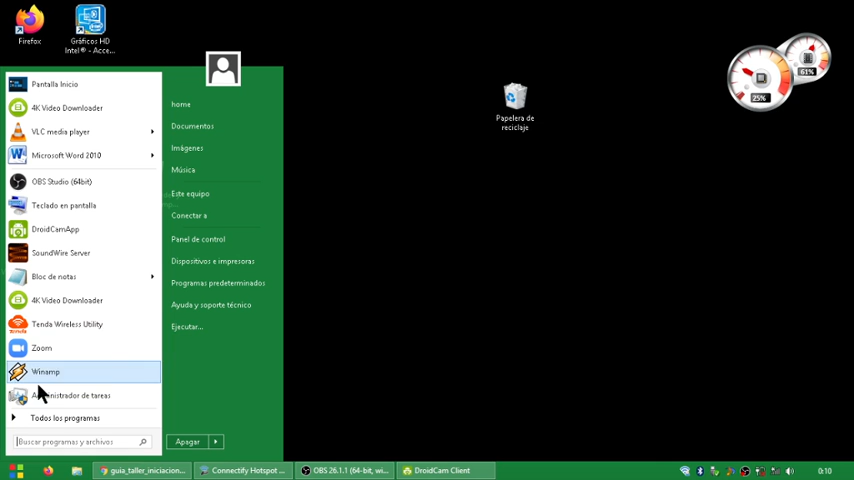 Firefox
Gráficos HD
Intel® - Acce...
Papelera de
reciclaje
25%
61%
Pantalla Inicio
4K Video Downloader
VLC media player
Microsoft Word 2010
OBS Studio (64bit)
Teclado en pantalla
DroidCamApp
SoundWire Server
Bloc de notas
4K Video Downloader
Tenda Wireless Utility
Zoom
Winamp
Administrador de tareas
Todos los programas
Buscar programas y archivos
home
Documentos
Imágenes
Música
Este equipo
Conectar a
Panel de control
Dispositivos e impresoras
Programas predeterminados
Ayuda y soporte técnico
Ejecutar...
Apagar
guia_taller_iniciacion...
Connectify Hotspot ...
OBS 26.1.1 (64-bit, wi...
DroidCam Client
0:10